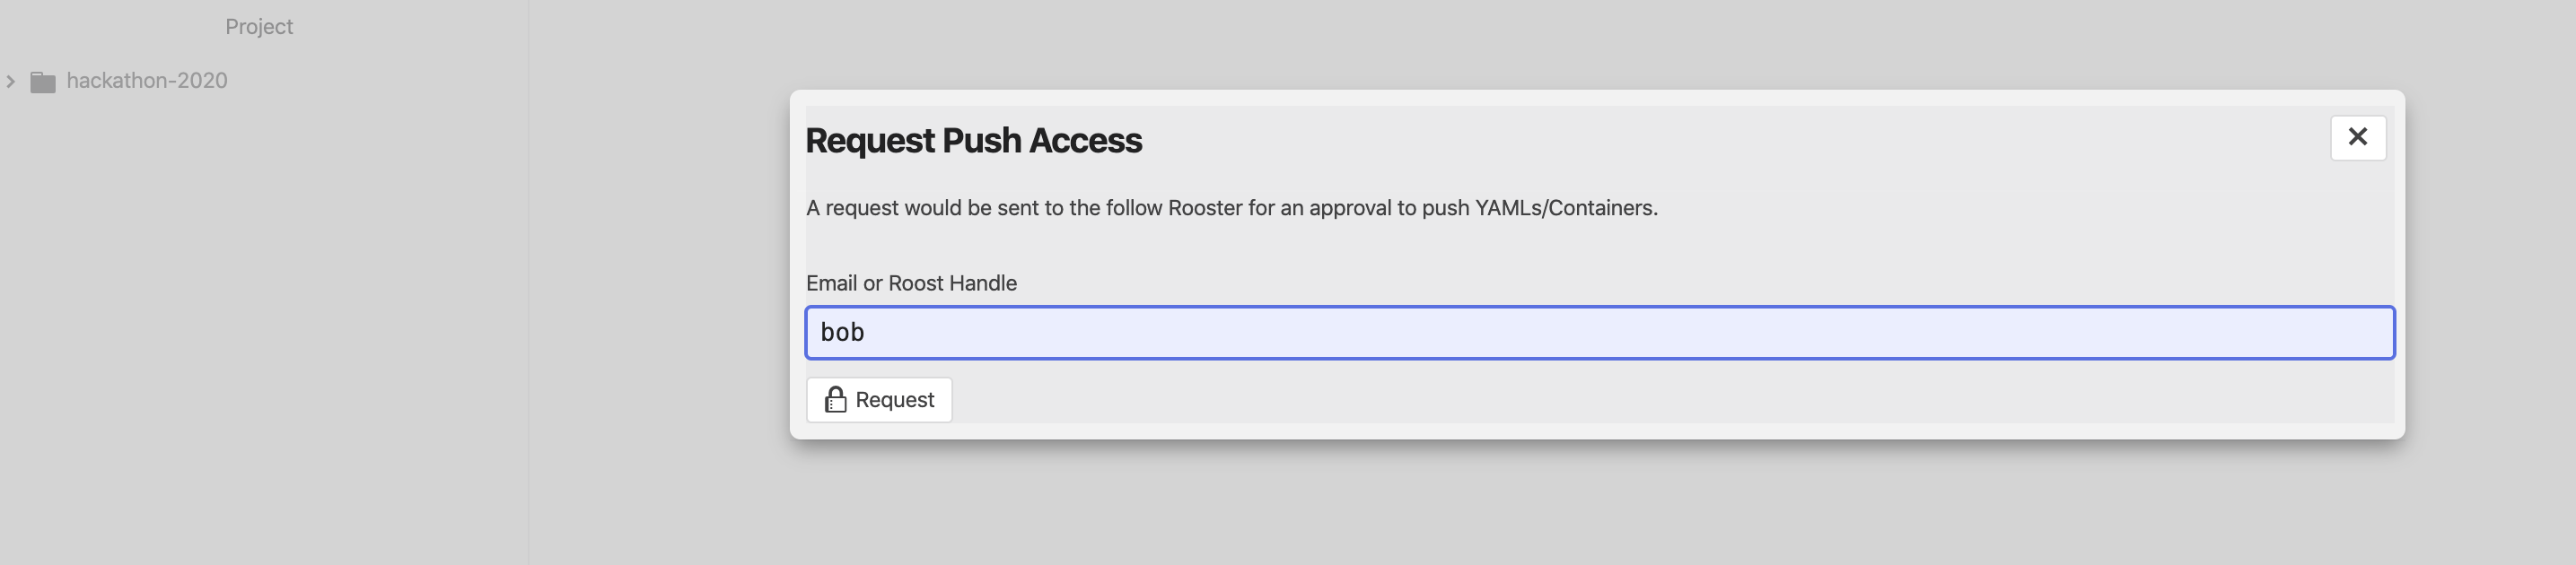 Project
hackathon-2020
Request Push Access
A request would be sent to the follow Rooster for an approval to push YAMLs/Containers.
Email or Roost Handle
bob
Request